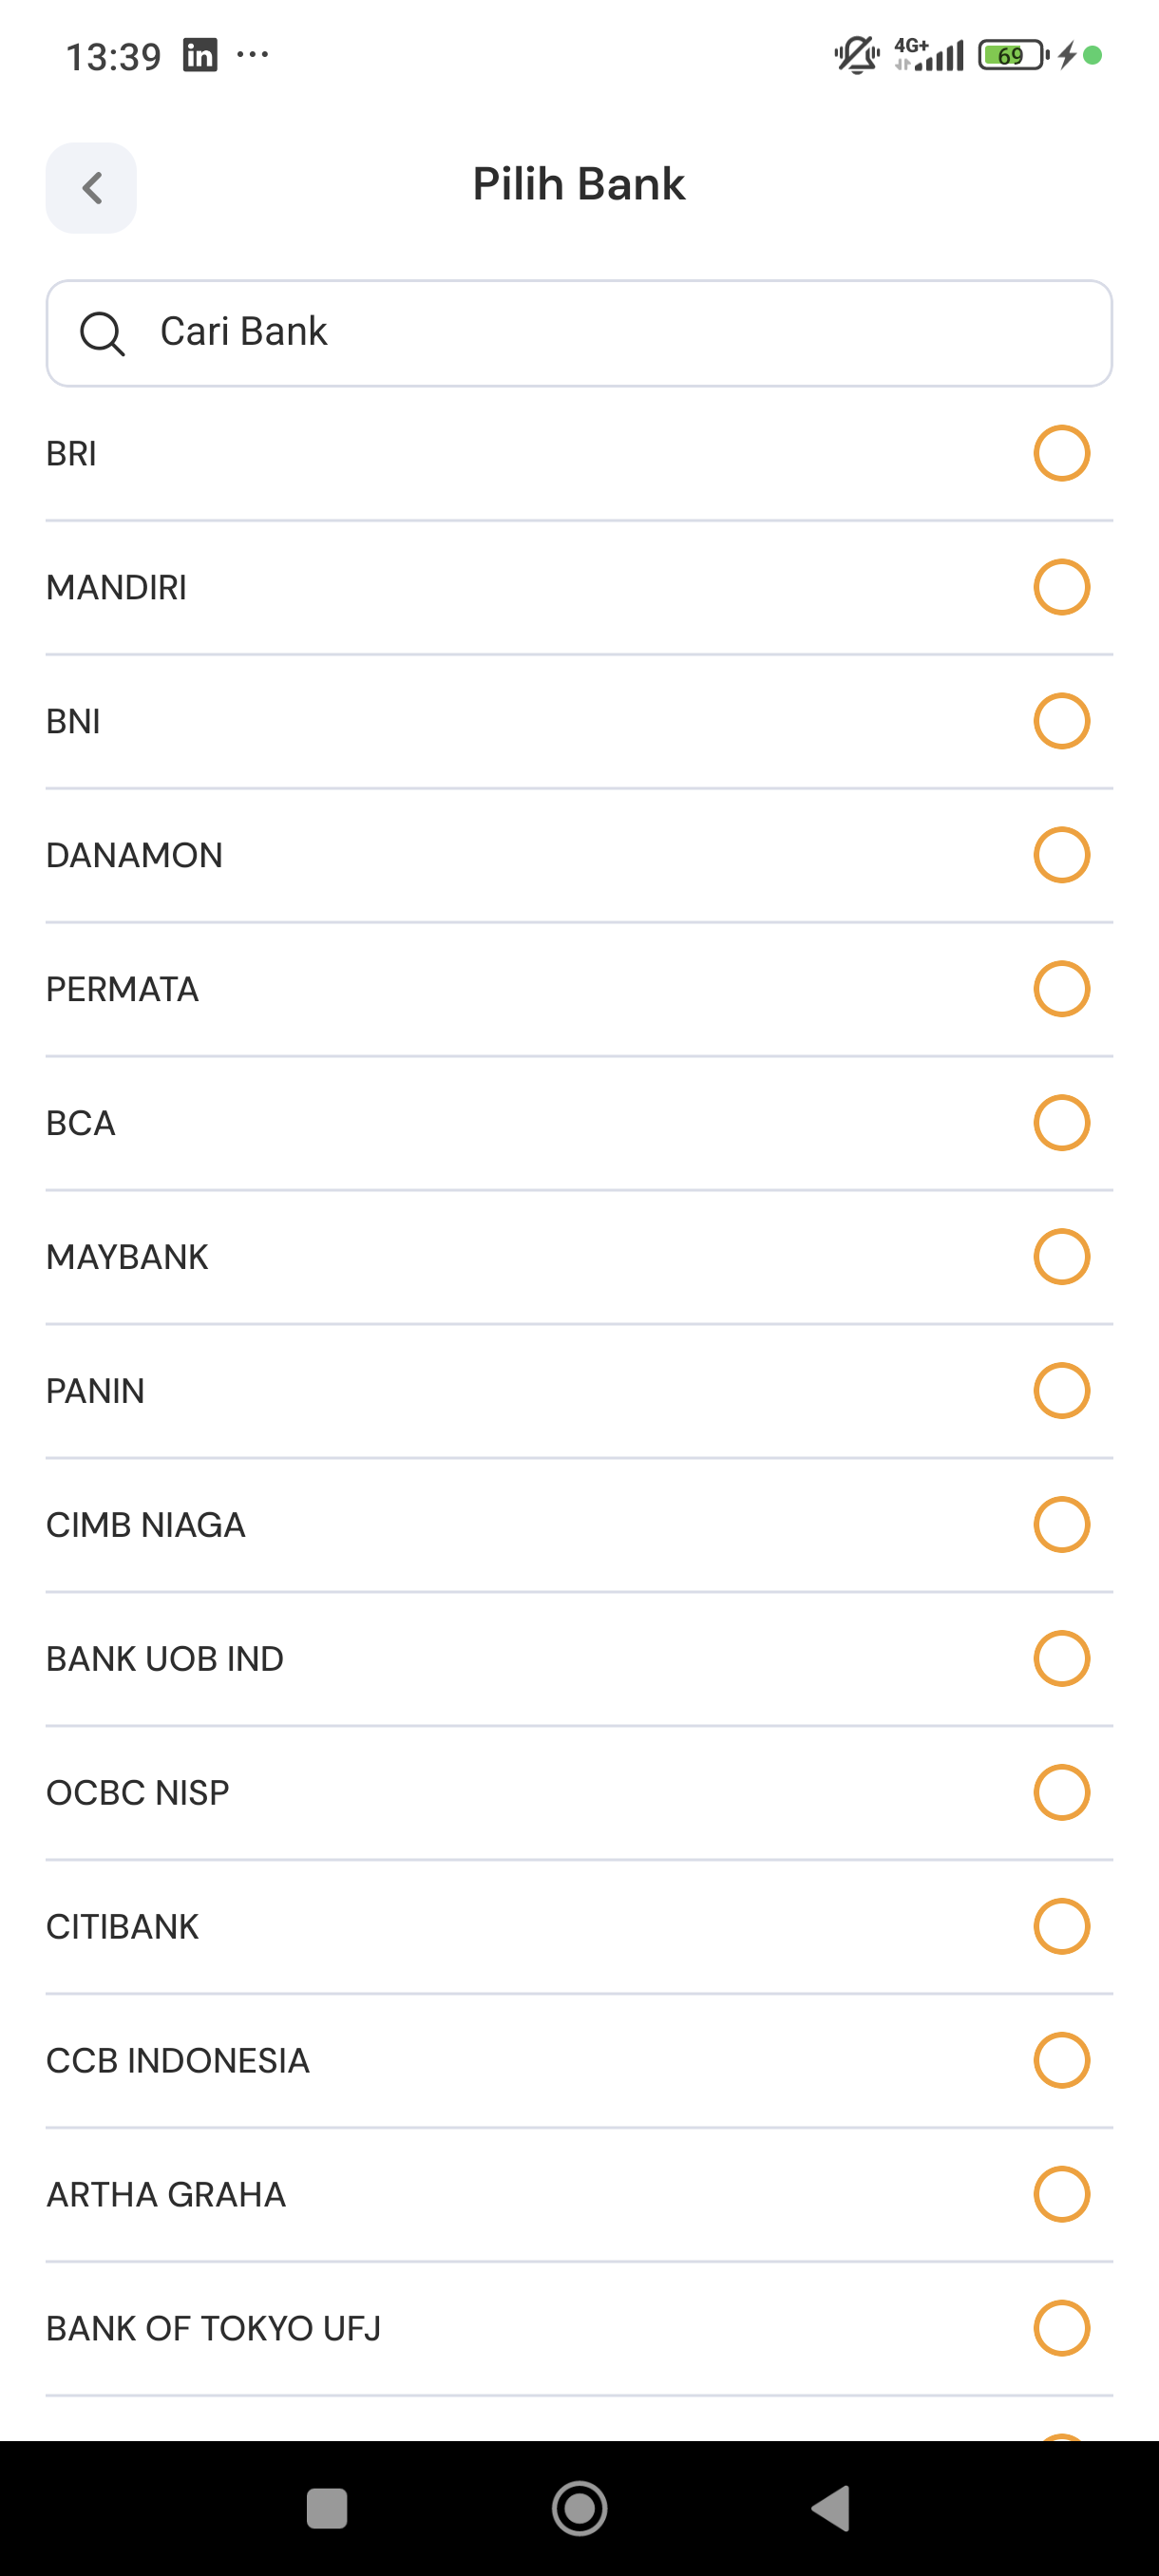 13:39 in ... 4G+ 69
Pilih Bank
Cari Bank
BRI
MANDIRI
BNI
DANAMON
PERMATA
BCA
MAYBANK
PANIN
CIMB NIAGA
BANK UOB IND
OCBC NISP
CITIBANK
CCB INDONESIA
ARTHA GRAHA
BANK OF TOKYO UFJ